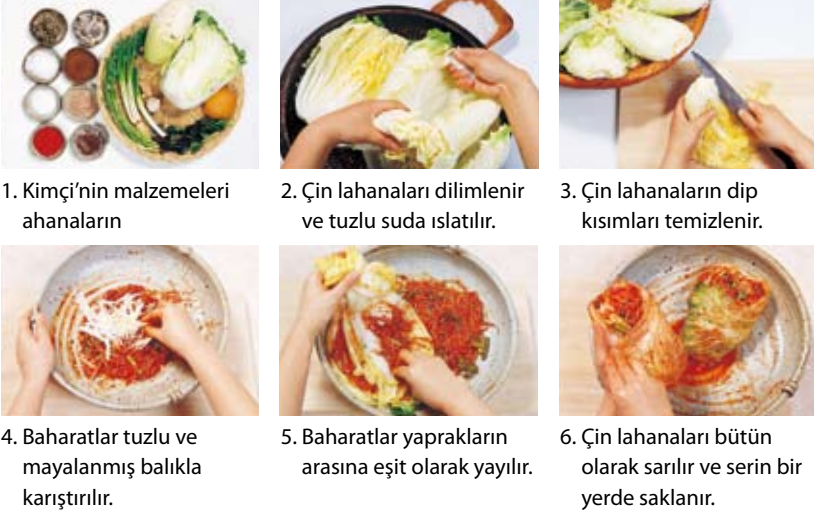 1. Kimçi’nin malzemeleri
ahanaların
2. Çin lahanaları dilimlenir
ve tuzlu suda ıslatılır.
3. Çin lahanaların dip
kısımları temizlenir.
4. Baharatlar tuzlu ve
mayalanmış balıkla
karıştırılır.
5. Baharatlar yaprakların
arasına eşit olarak yayılır.
6. Çin lahanaları bütün
olarak sarılır ve serin bir
yerde saklanır.